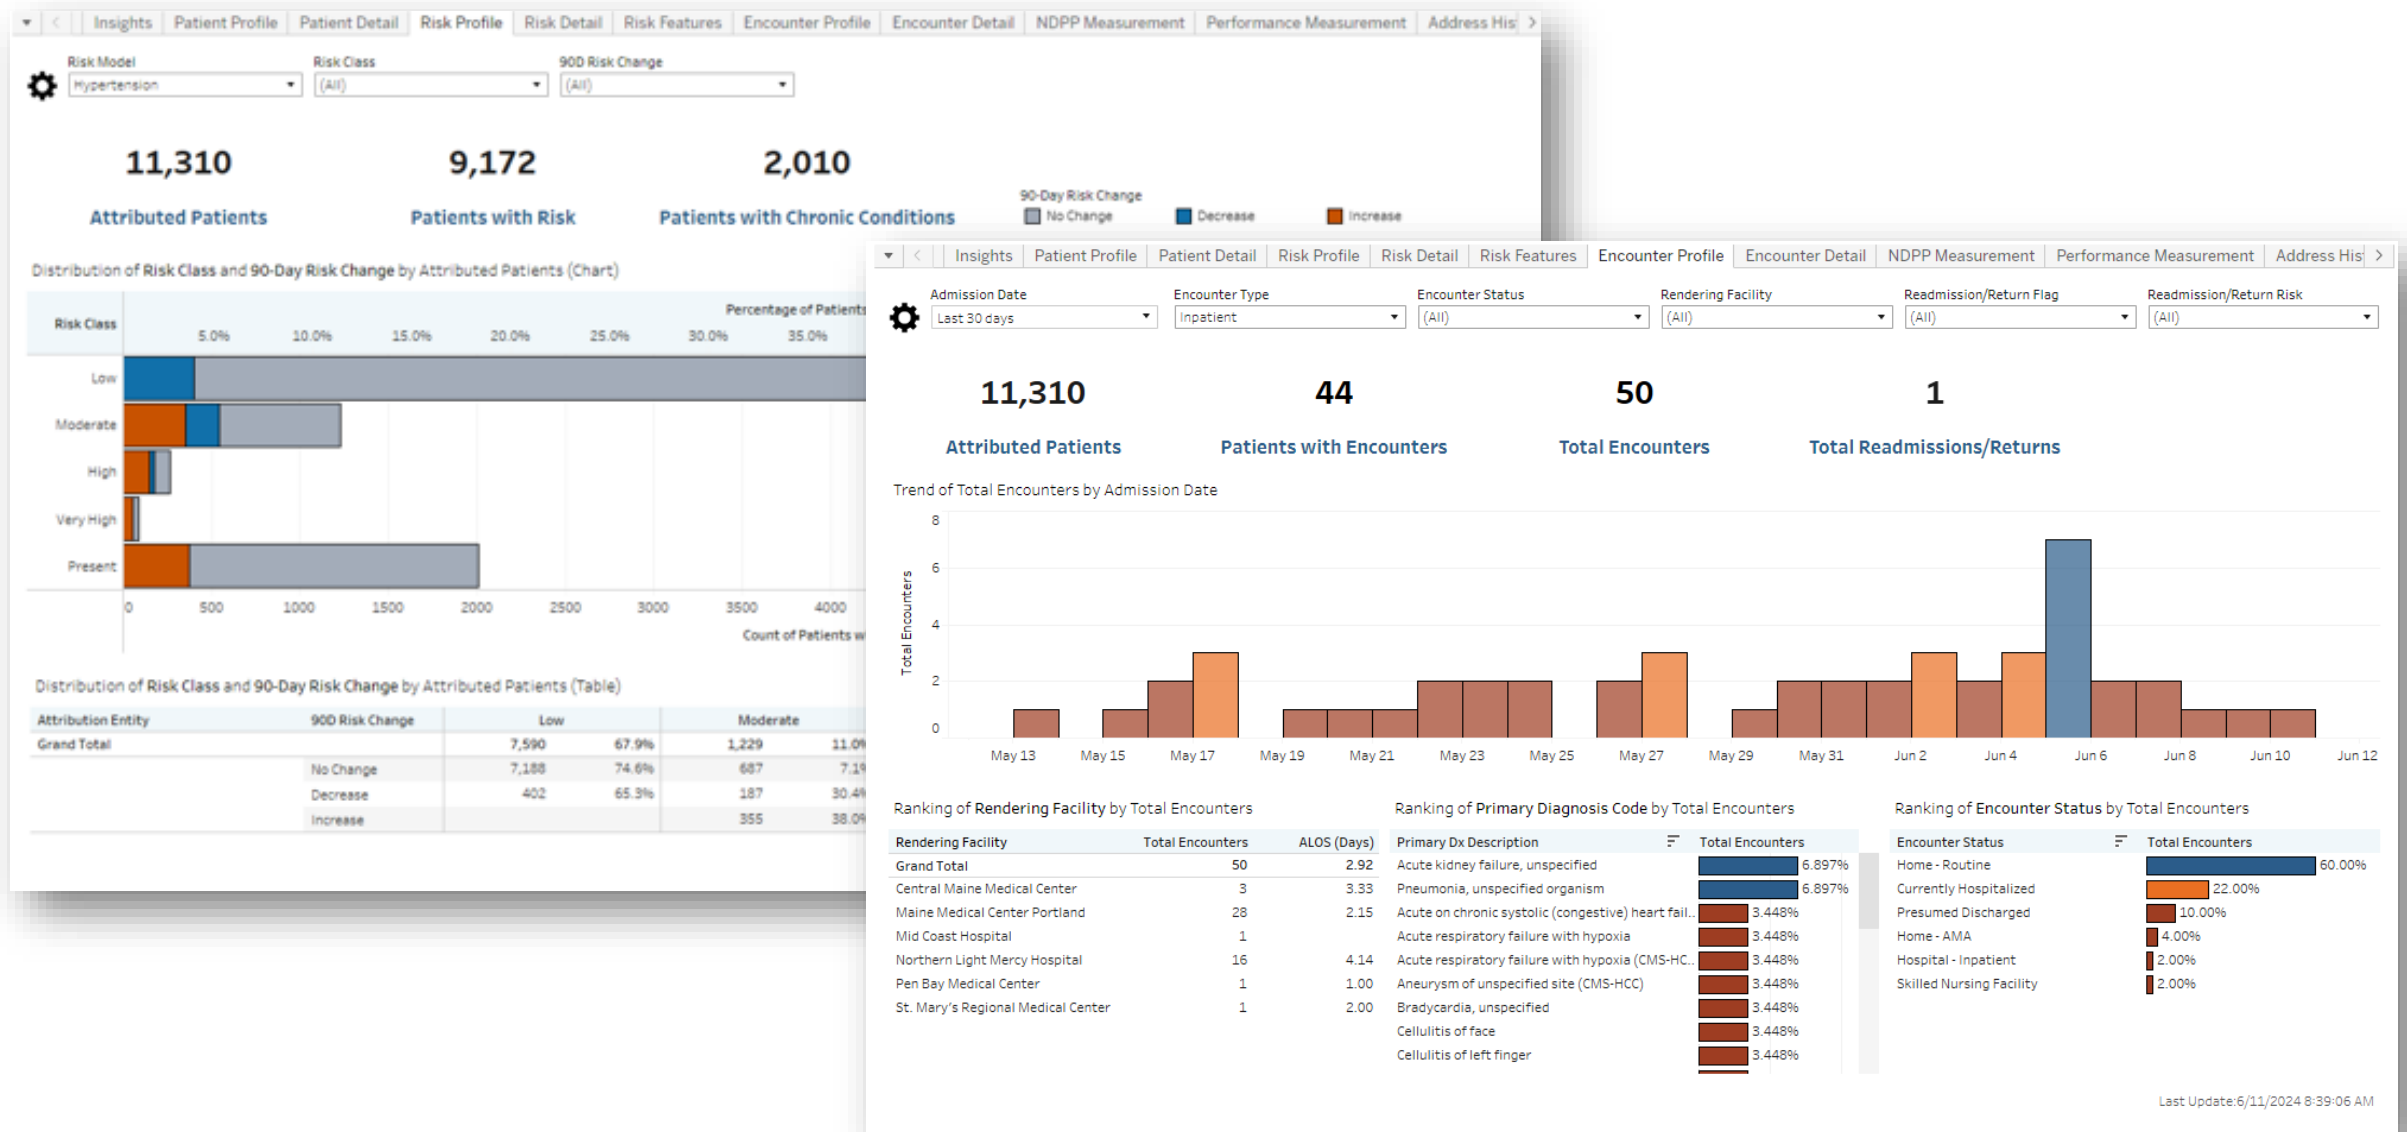 Insights Patient Profile Patient Detail Risk Profile Risk Detail Risk Features Encounter Profile Encounter Detail NDPP Measurement Performance Measurement Address His
Risk Model Risk Class 90D Risk Change
Hypertension (All) (All)
11,310 9,172 2,010
Attributed Patients Patients with Risk Patients with Chronic Conditions
90-Day Risk Change
No Change Decrease Increase
Distribution of Risk Class and 90-Day Risk Change by Attributed Patients (Chart)
Percentage of Patients
Risk Class
5.0% 10.0% 15.0% 20.0% 25.0% 30.0% 35.0%
Low
Moderate
High
Very High
Present
0 500 1000 1500 2000 2500 3000 3500 4000
Count of Patients w
Distribution of Risk Class and 90-Day Risk Change by Attributed Patients (Table)
Attribution Entity 90D Risk Change Low Moderate
Grand Total 7,590 67.9% 1,229 11.0%
No Change 7,188 74.6% 687 7.1%
Decrease 402 65.3% 187 30.4%
Increase 355 38.0%
Insights Patient Profile Patient Detail Risk Profile Risk Detail Risk Features Encounter Profile Encounter Detail NDPP Measurement Performance Measurement Address His
Admission Date Encounter Type Encounter Status Rendering Facility Readmission/Return Flag Readmission/Return Risk
Last 30 days Inpatient (All) (All) (All) (All)
11,310 44 50 1
Attributed Patients Patients with Encounters Total Encounters Total Readmissions/Returns
Trend of Total Encounters by Admission Date
Total Encounters
8
6
4
2
0
May 13 May 15 May 17 May 19 May 21 May 23 May 25 May 27 May 29 May 31 Jun 2 Jun 4 Jun 6 Jun 8 Jun 10 Jun 12
Ranking of Rendering Facility by Total Encounters
Rendering Facility Total Encounters ALOS (Days)
Grand Total 50 2.92
Central Maine Medical Center 3 3.33
Maine Medical Center Portland 28 2.15
Mid Coast Hospital 1
Northern Light Mercy Hospital 16 4.14
Pen Bay Medical Center 1 1.00
St. Mary's Regional Medical Center 1 2.00
Ranking of Primary Diagnosis Code by Total Encounters
Primary Dx Description Total Encounters
Acute kidney failure, unspecified 6.897%
Pneumonia, unspecified organism 6.897%
Acute on chronic systolic (congestive) heart fail.. 3.448%
Acute respiratory failure with hypoxia 3.448%
Acute respiratory failure with hypoxia (CMS-HC.. 3.448%
Aneurysm of unspecified site (CMS-HCC) 3.448%
Bradycardia, unspecified 3.448%
Cellulitis of face 3.448%
Cellulitis of left finger 3.448%
Ranking of Encounter Status by Total Encounters
Encounter Status Total Encounters
Home - Routine 60.00%
Currently Hospitalized 22.00%
Presumed Discharged 10.00%
Home - AMA 4.00%
Hospital - Inpatient 2.00%
Skilled Nursing Facility 2.00%
Last Update:6/11/2024 8:39:06 AM